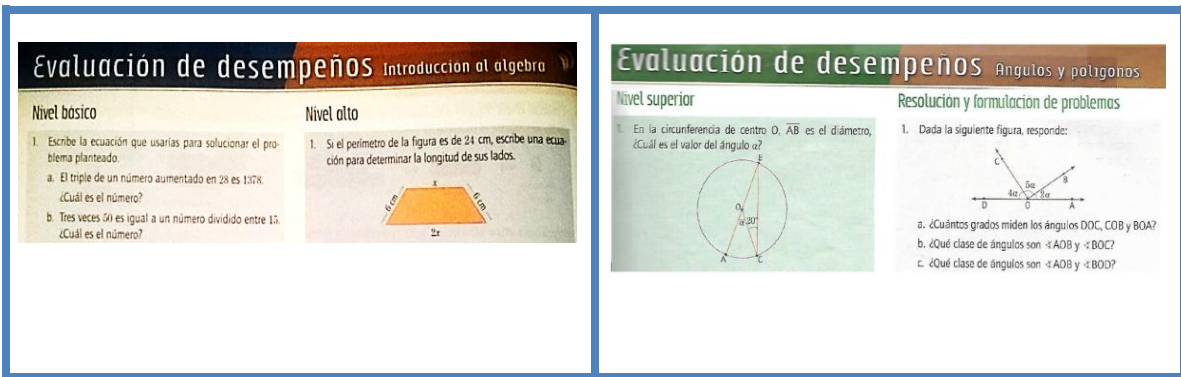 Evaluación de desempeños Introducción al algebra
Nivel básico
1. Escribe la ecuación que usarías para solucionar el pro-
blema planteado.
a. El triple de un número aumentado en 28 es 1378.
¿Cuál es el número?
b. Tres veces 50 es igual a un número dividido entre 15.
¿Cuál es el número?
Nivel alto
1. Si el perímetro de la figura es de 24 cm, escribe una ecua-
ción para determinar la longitud de sus lados.
x
6 cm
6 cm
2x
Evaluación de desempeños Angulos y poligonos
Nivel superior
1. En la circunferencia de centro O, AB es el diámetro,
¿Cuál es el valor del ángulo α?
B
O
α 20°
A
C
Resolución y formulación de problemas
1. Dada la siguiente figura, responde:
C
B
5α
4α
3α
D
O
A
a. ¿Cuántos grados miden los ángulos DOC, COB y BOA?
b. ¿Qué clase de ángulos son ∢AOB y ∢BOC?
c. ¿Qué clase de ángulos son ∢AOB y ∢BOD?